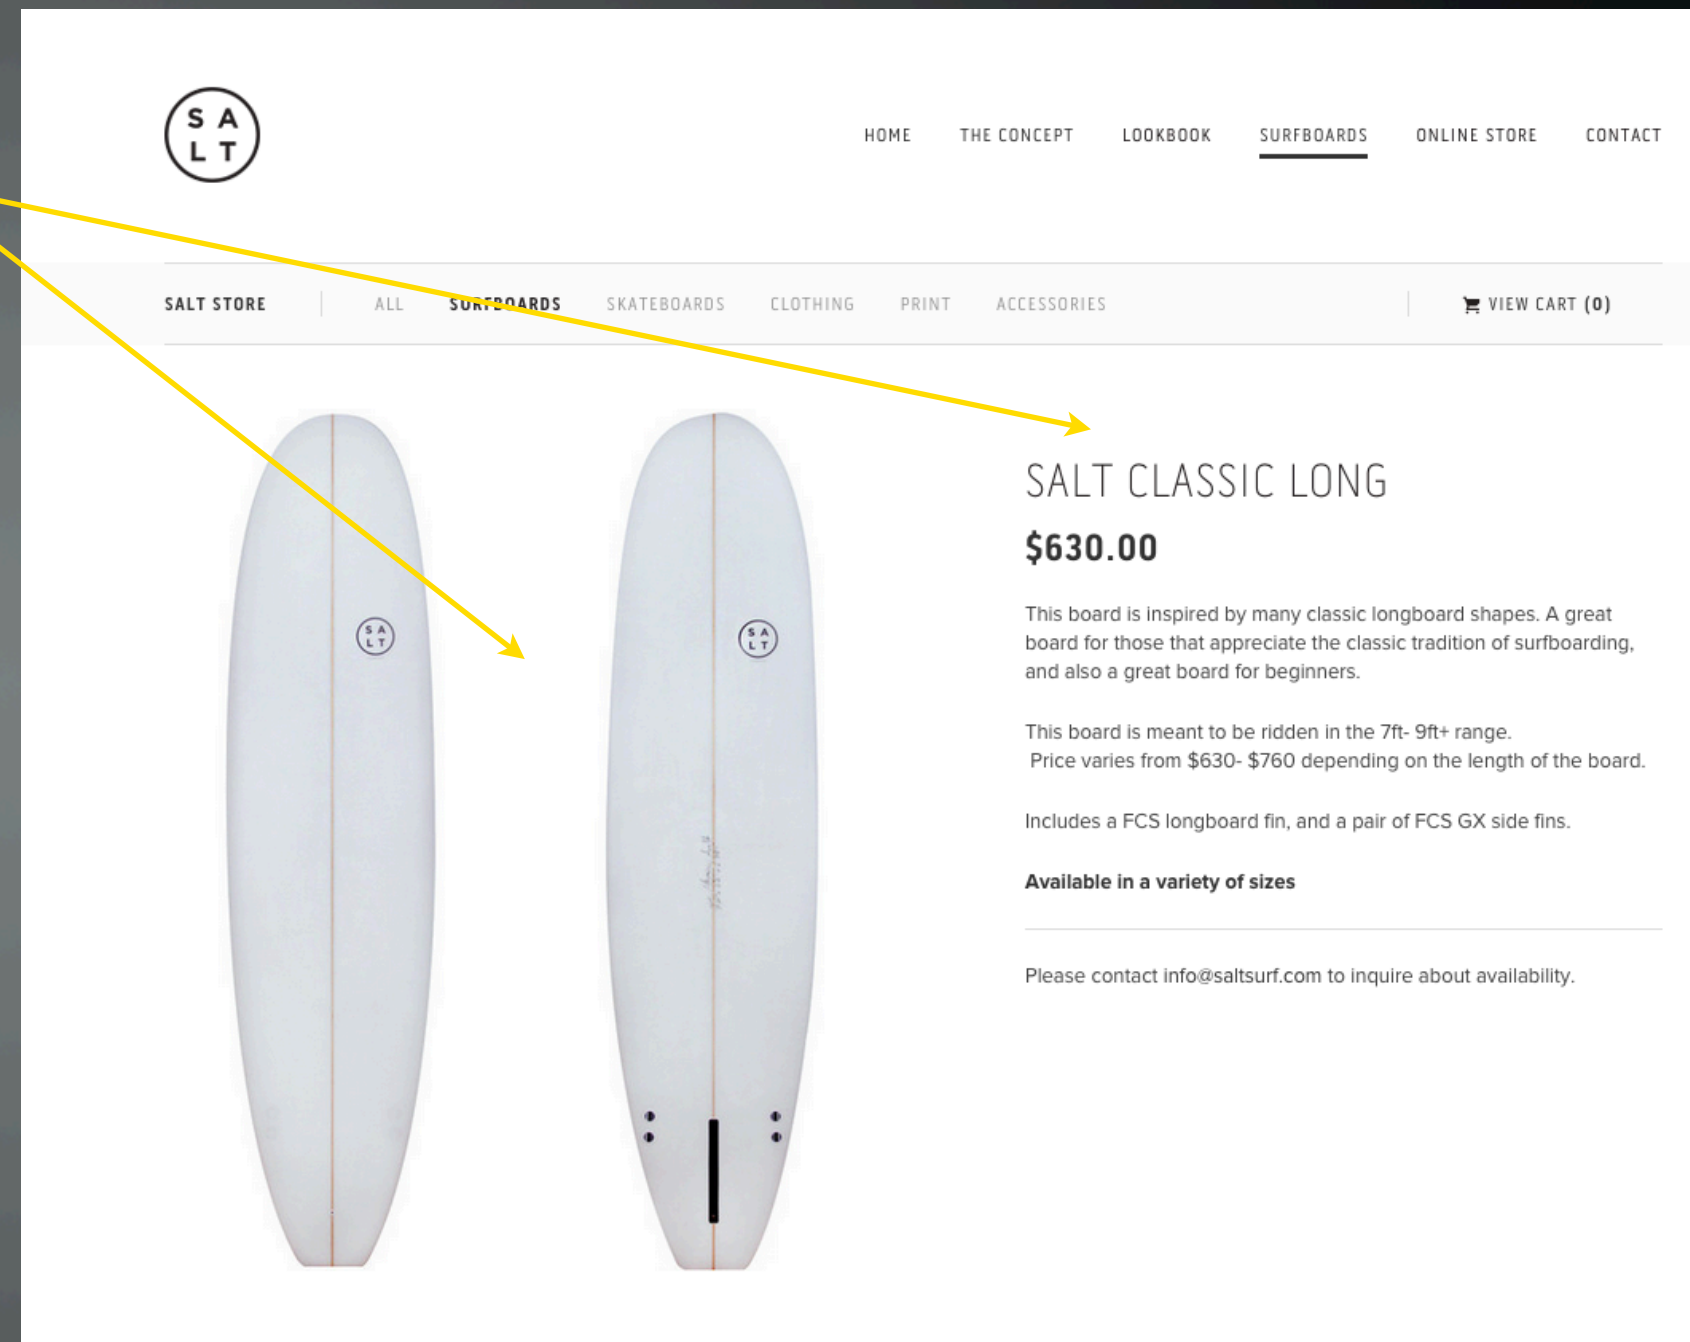 S A
L T
HOME THE CONCEPT LOOKBOOK SURFBOARDS ONLINE STORE CONTACT
SALT STORE ALL SURFBOARDS SKATEBOARDS CLOTHING PRINT ACCESSORIES VIEW CART (0)
S A
L T
S A
L T
SALT CLASSIC LONG
$630.00
This board is inspired by many classic longboard shapes. A great
board for those that appreciate the classic tradition of surfboarding,
and also a great board for beginners.
This board is meant to be ridden in the 7ft- 9ft+ range.
Price varies from $630- $760 depending on the length of the board.
Includes a FCS longboard fin, and a pair of FCS GX side fins.
Available in a variety of sizes
Please contact info@saltsurf.com to inquire about availability.